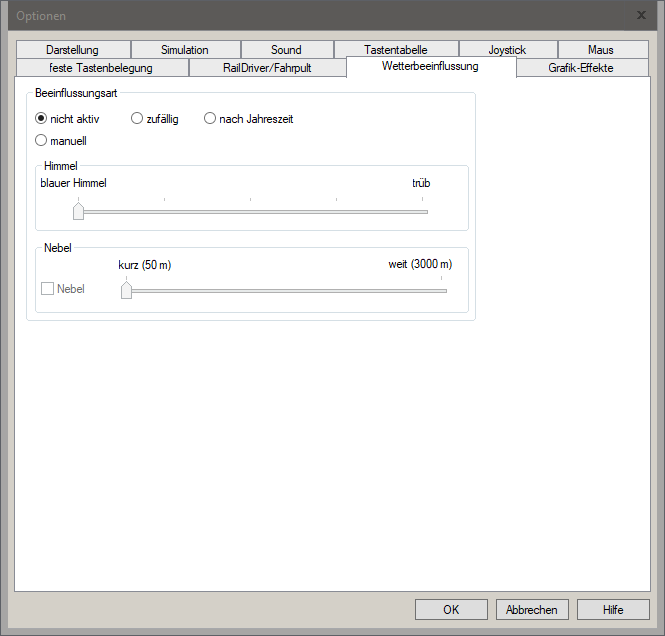 Optionen
Darstellung Simulation Sound Tastentabelle Joystick Maus
feste Tastenbelegung RailDriver/Fahrpult Wetterbeeinflussung Grafik-Effekte
Beeinflussungsart
nicht aktiv zufällig nach Jahreszeit
manuell
Himmel
blauer Himmel trüb
Nebel
kurz (50 m) weit (3000 m)
Nebel
OK Abbrechen Hilfe